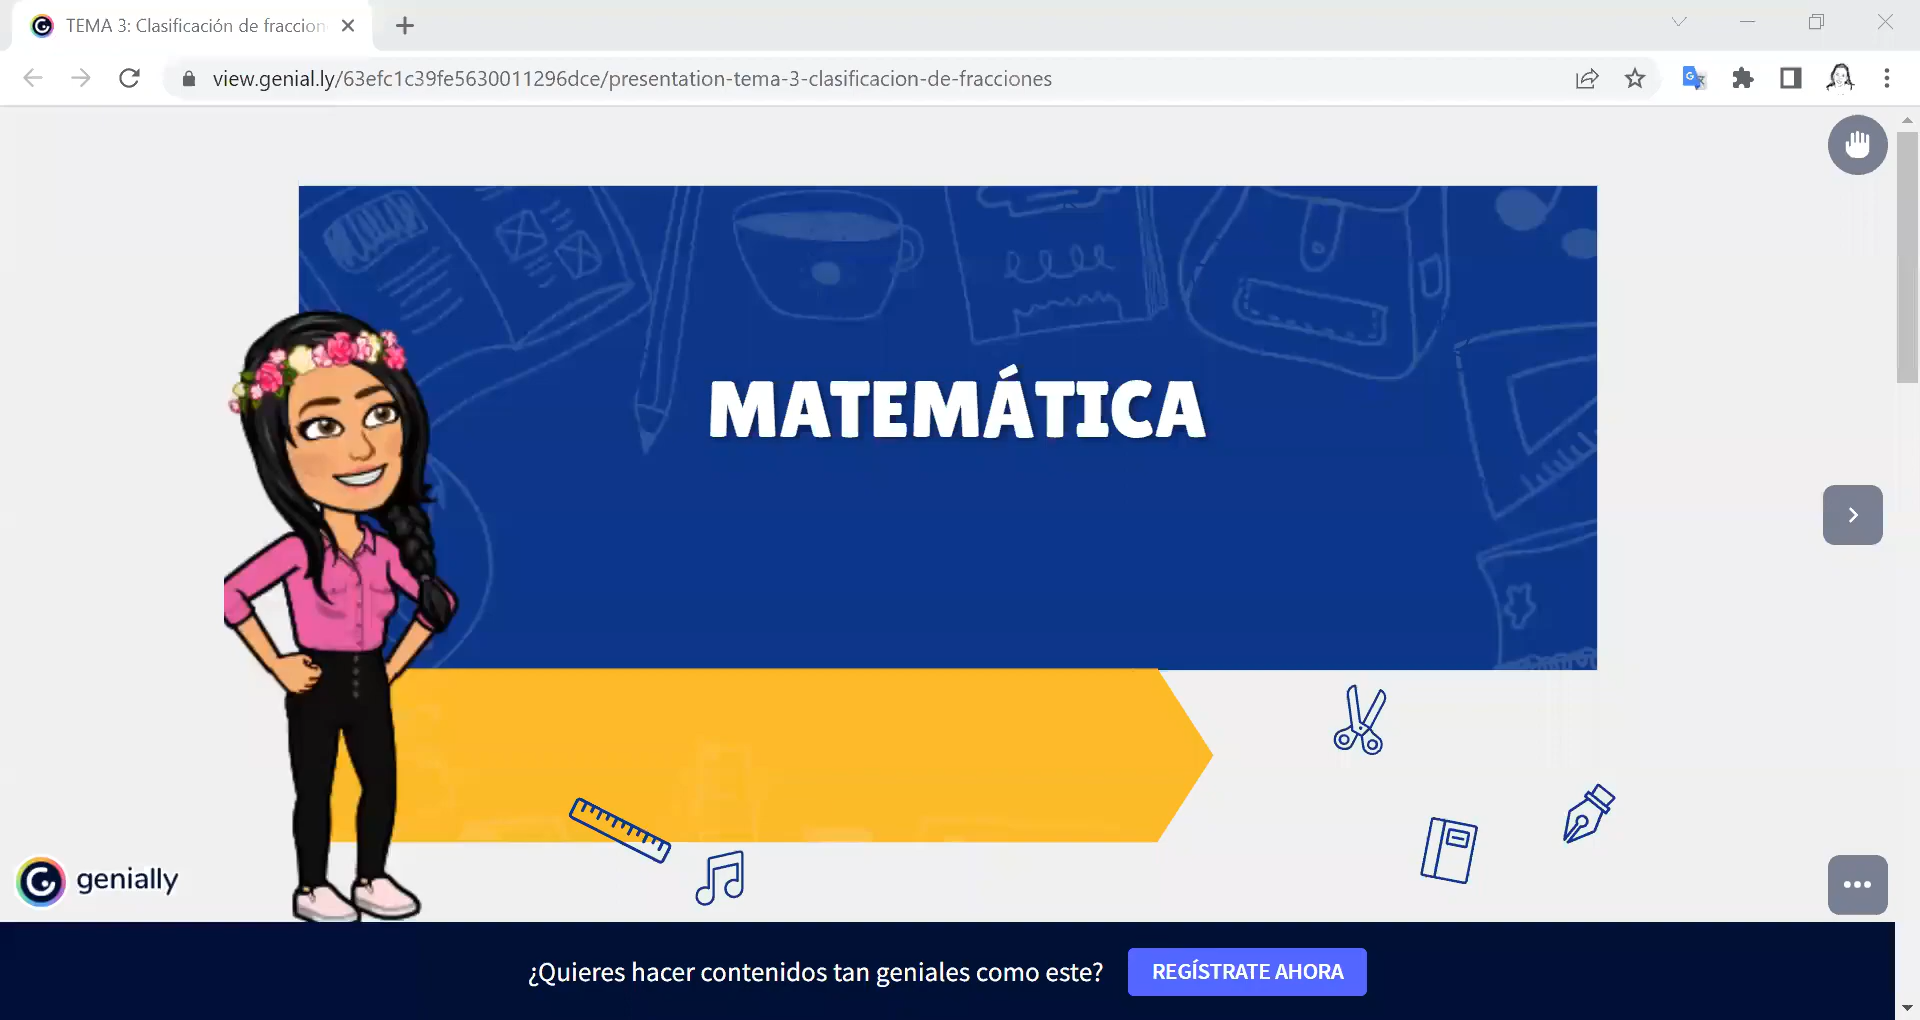 TEMA 3: Clasificación de fraccion
view.genial.ly/63efc1c39fe5630011296dce/presentation-tema-3-clasificacion-de-fracciones
MATEMÁTICA
genially
¿Quieres hacer contenidos tan geniales como este?
REGÍSTRATE AHORA